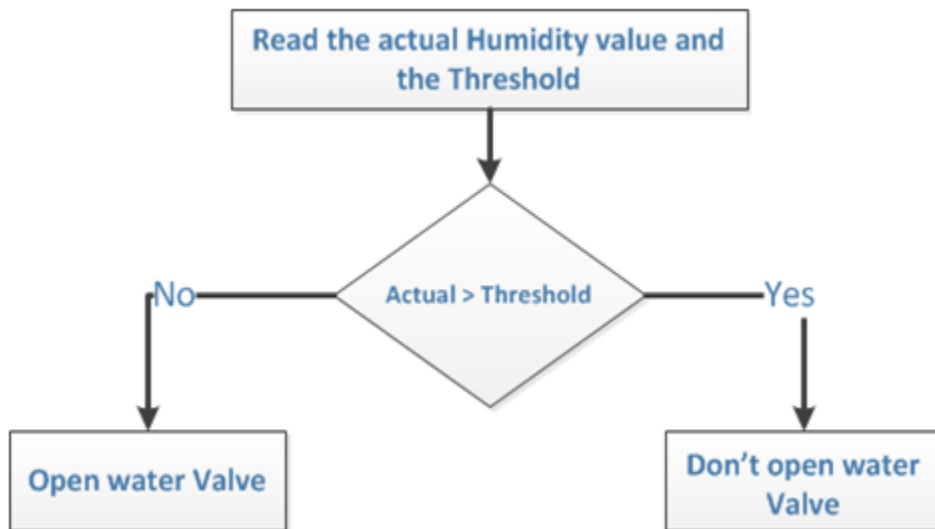 Read the actual Humidity value and
the Threshold
Actual > Threshold
No
Yes
Open water Valve
Don’t open water
Valve